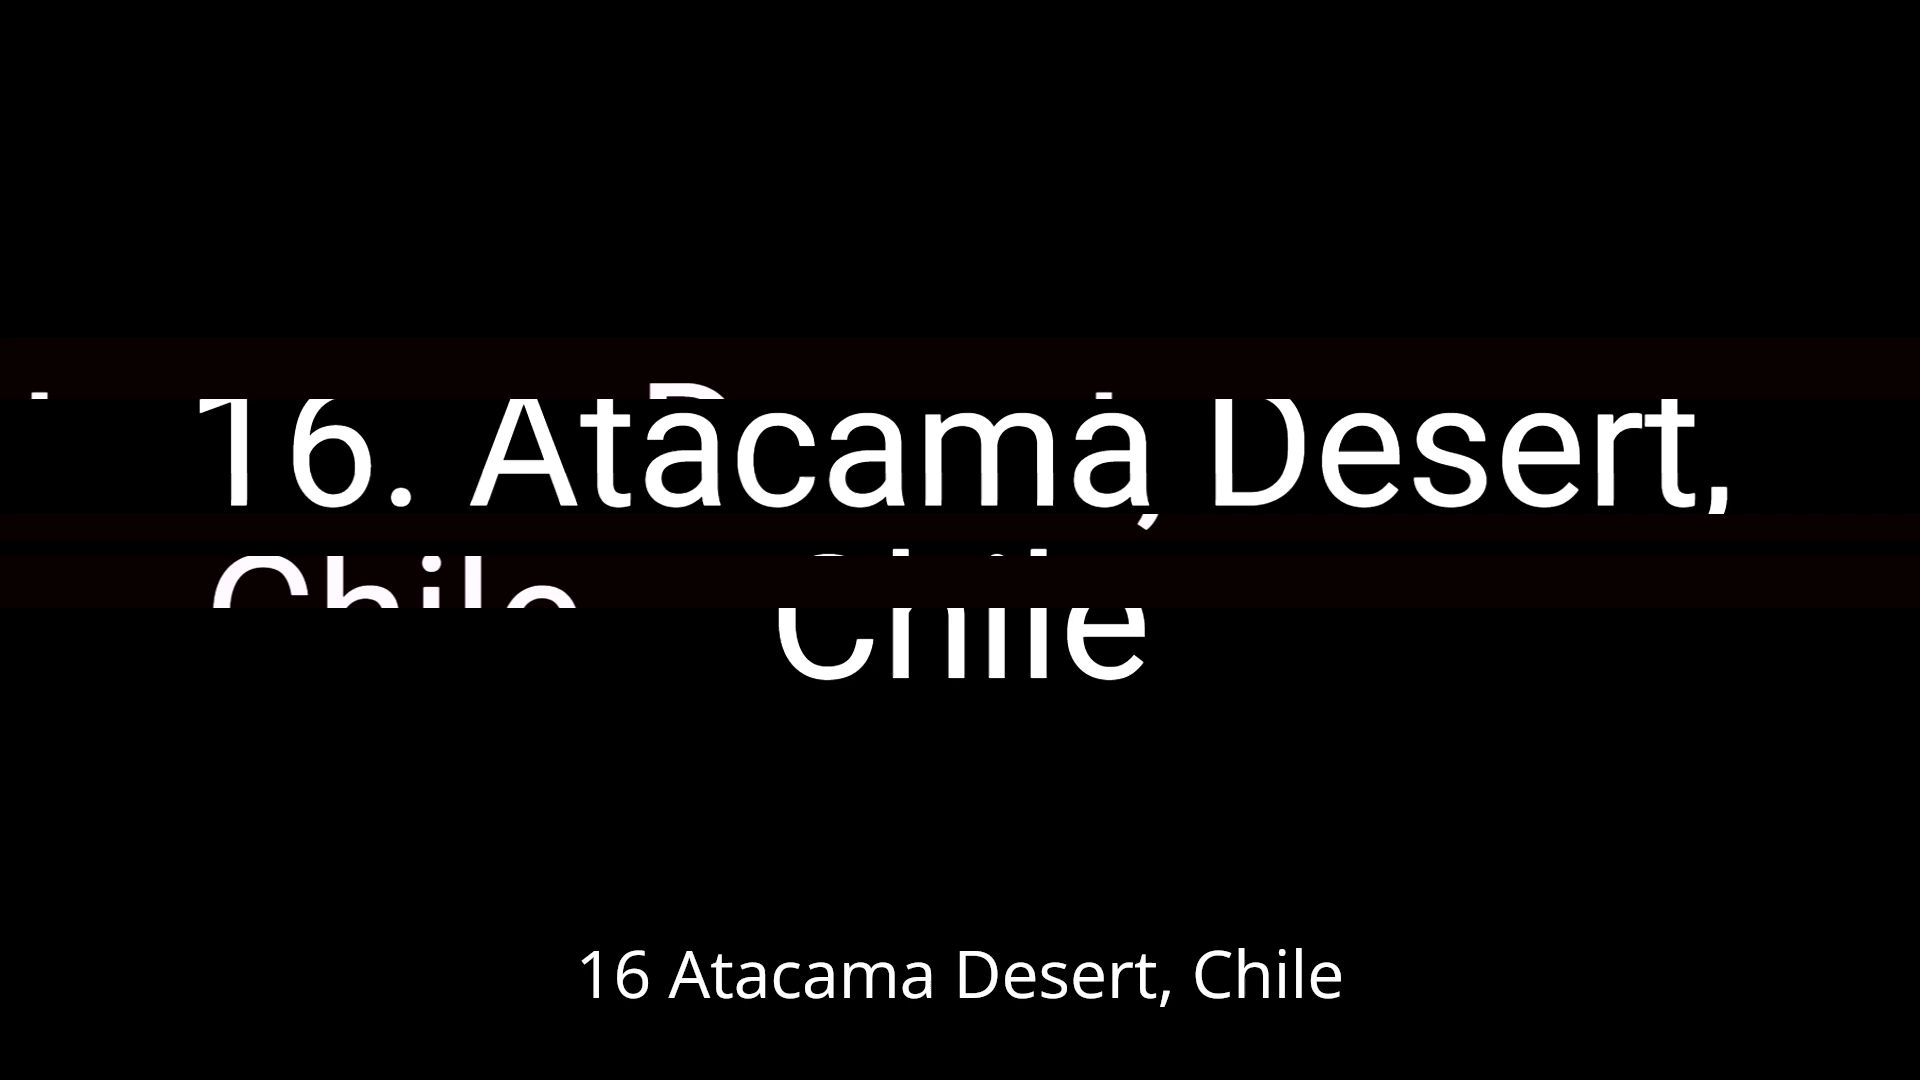 16. Atacama Desert,
Chile
16 Atacama Desert, Chile